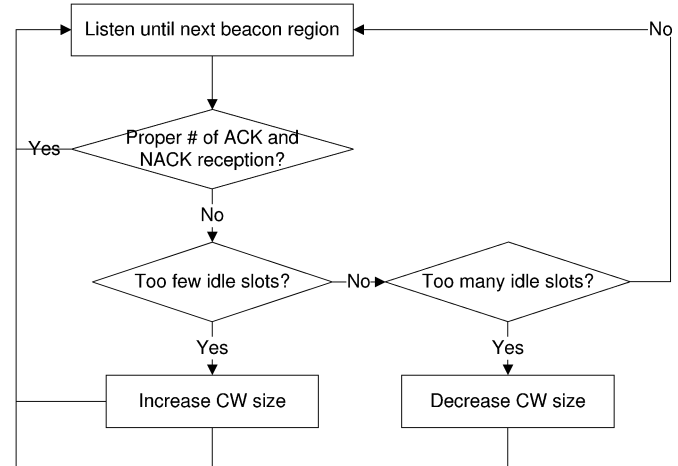 Listen until next beacon region
No
Proper # of ACK and
NACK reception?
Yes
No
Too few idle slots?
No
Too many idle slots?
Yes
Yes
Increase CW size
Decrease CW size